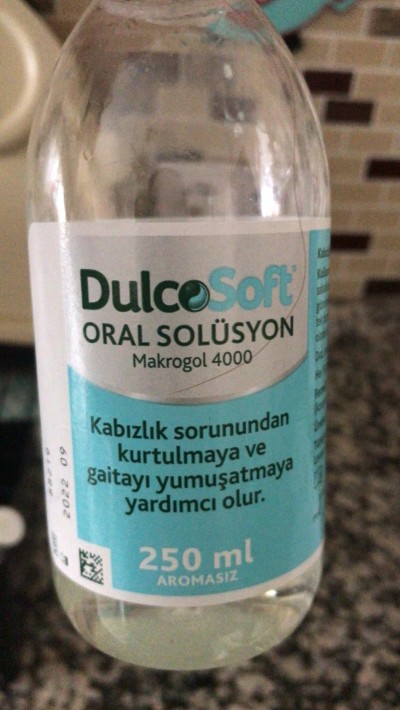 DulcoSoft
ORAL SOLÜSYON
Makrogol 4000
Kabızlık sorunundan
kurtulmaya ve
gaitayı yumuşatmaya
yardımcı olur.
250 ml
AROMASIZ
2022 09